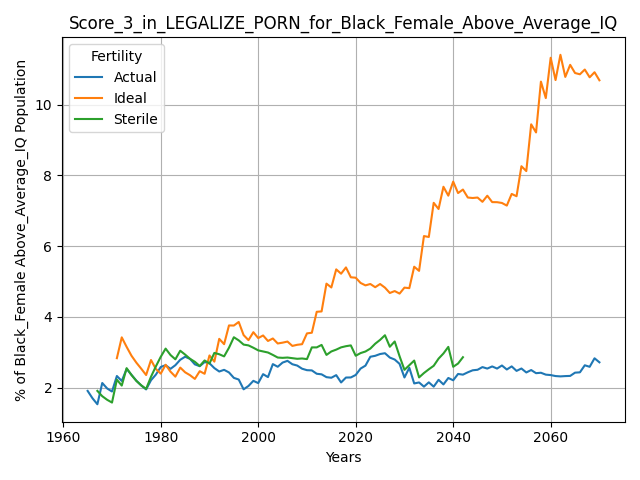 Score_3_in_LEGALIZE_PORN_for_Black_Female_Above_Average_IQ
% of Black_Female Above_Average_IQ Population
Fertility
Actual
Ideal
Sterile
10
8
6
4
2
1960 1980 2000 2020 2040 2060
Years